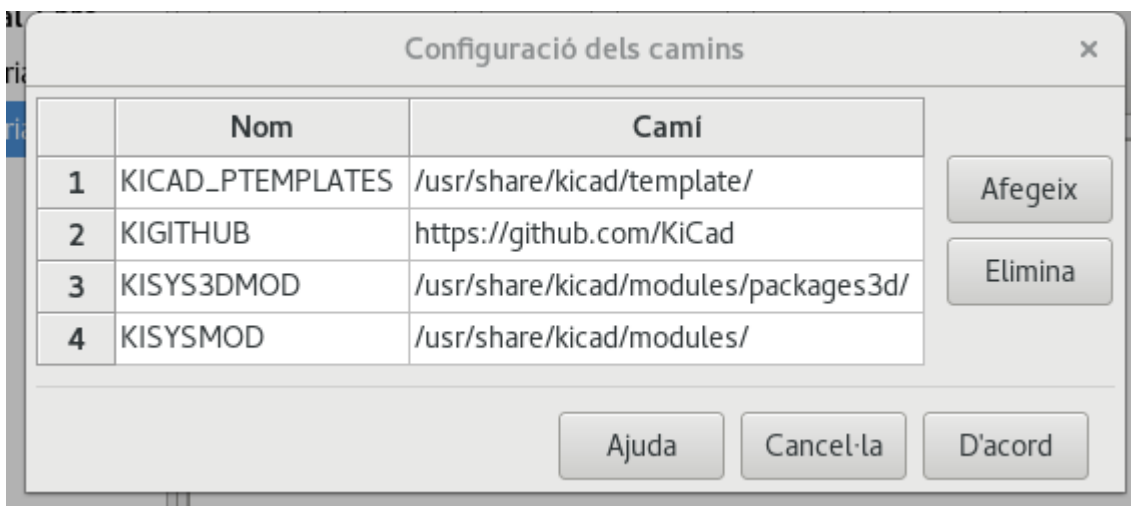 Configuració dels camins
Nom Camí
1 KICAD_PTEMPLATES /usr/share/kicad/template/
2 KIGITHUB https://github.com/KiCad
3 KISYS3DMOD /usr/share/kicad/modules/packages3d/
4 KISYSMOD /usr/share/kicad/modules/
Afegeix
Elimina
Ajuda Cancel·la D'acord